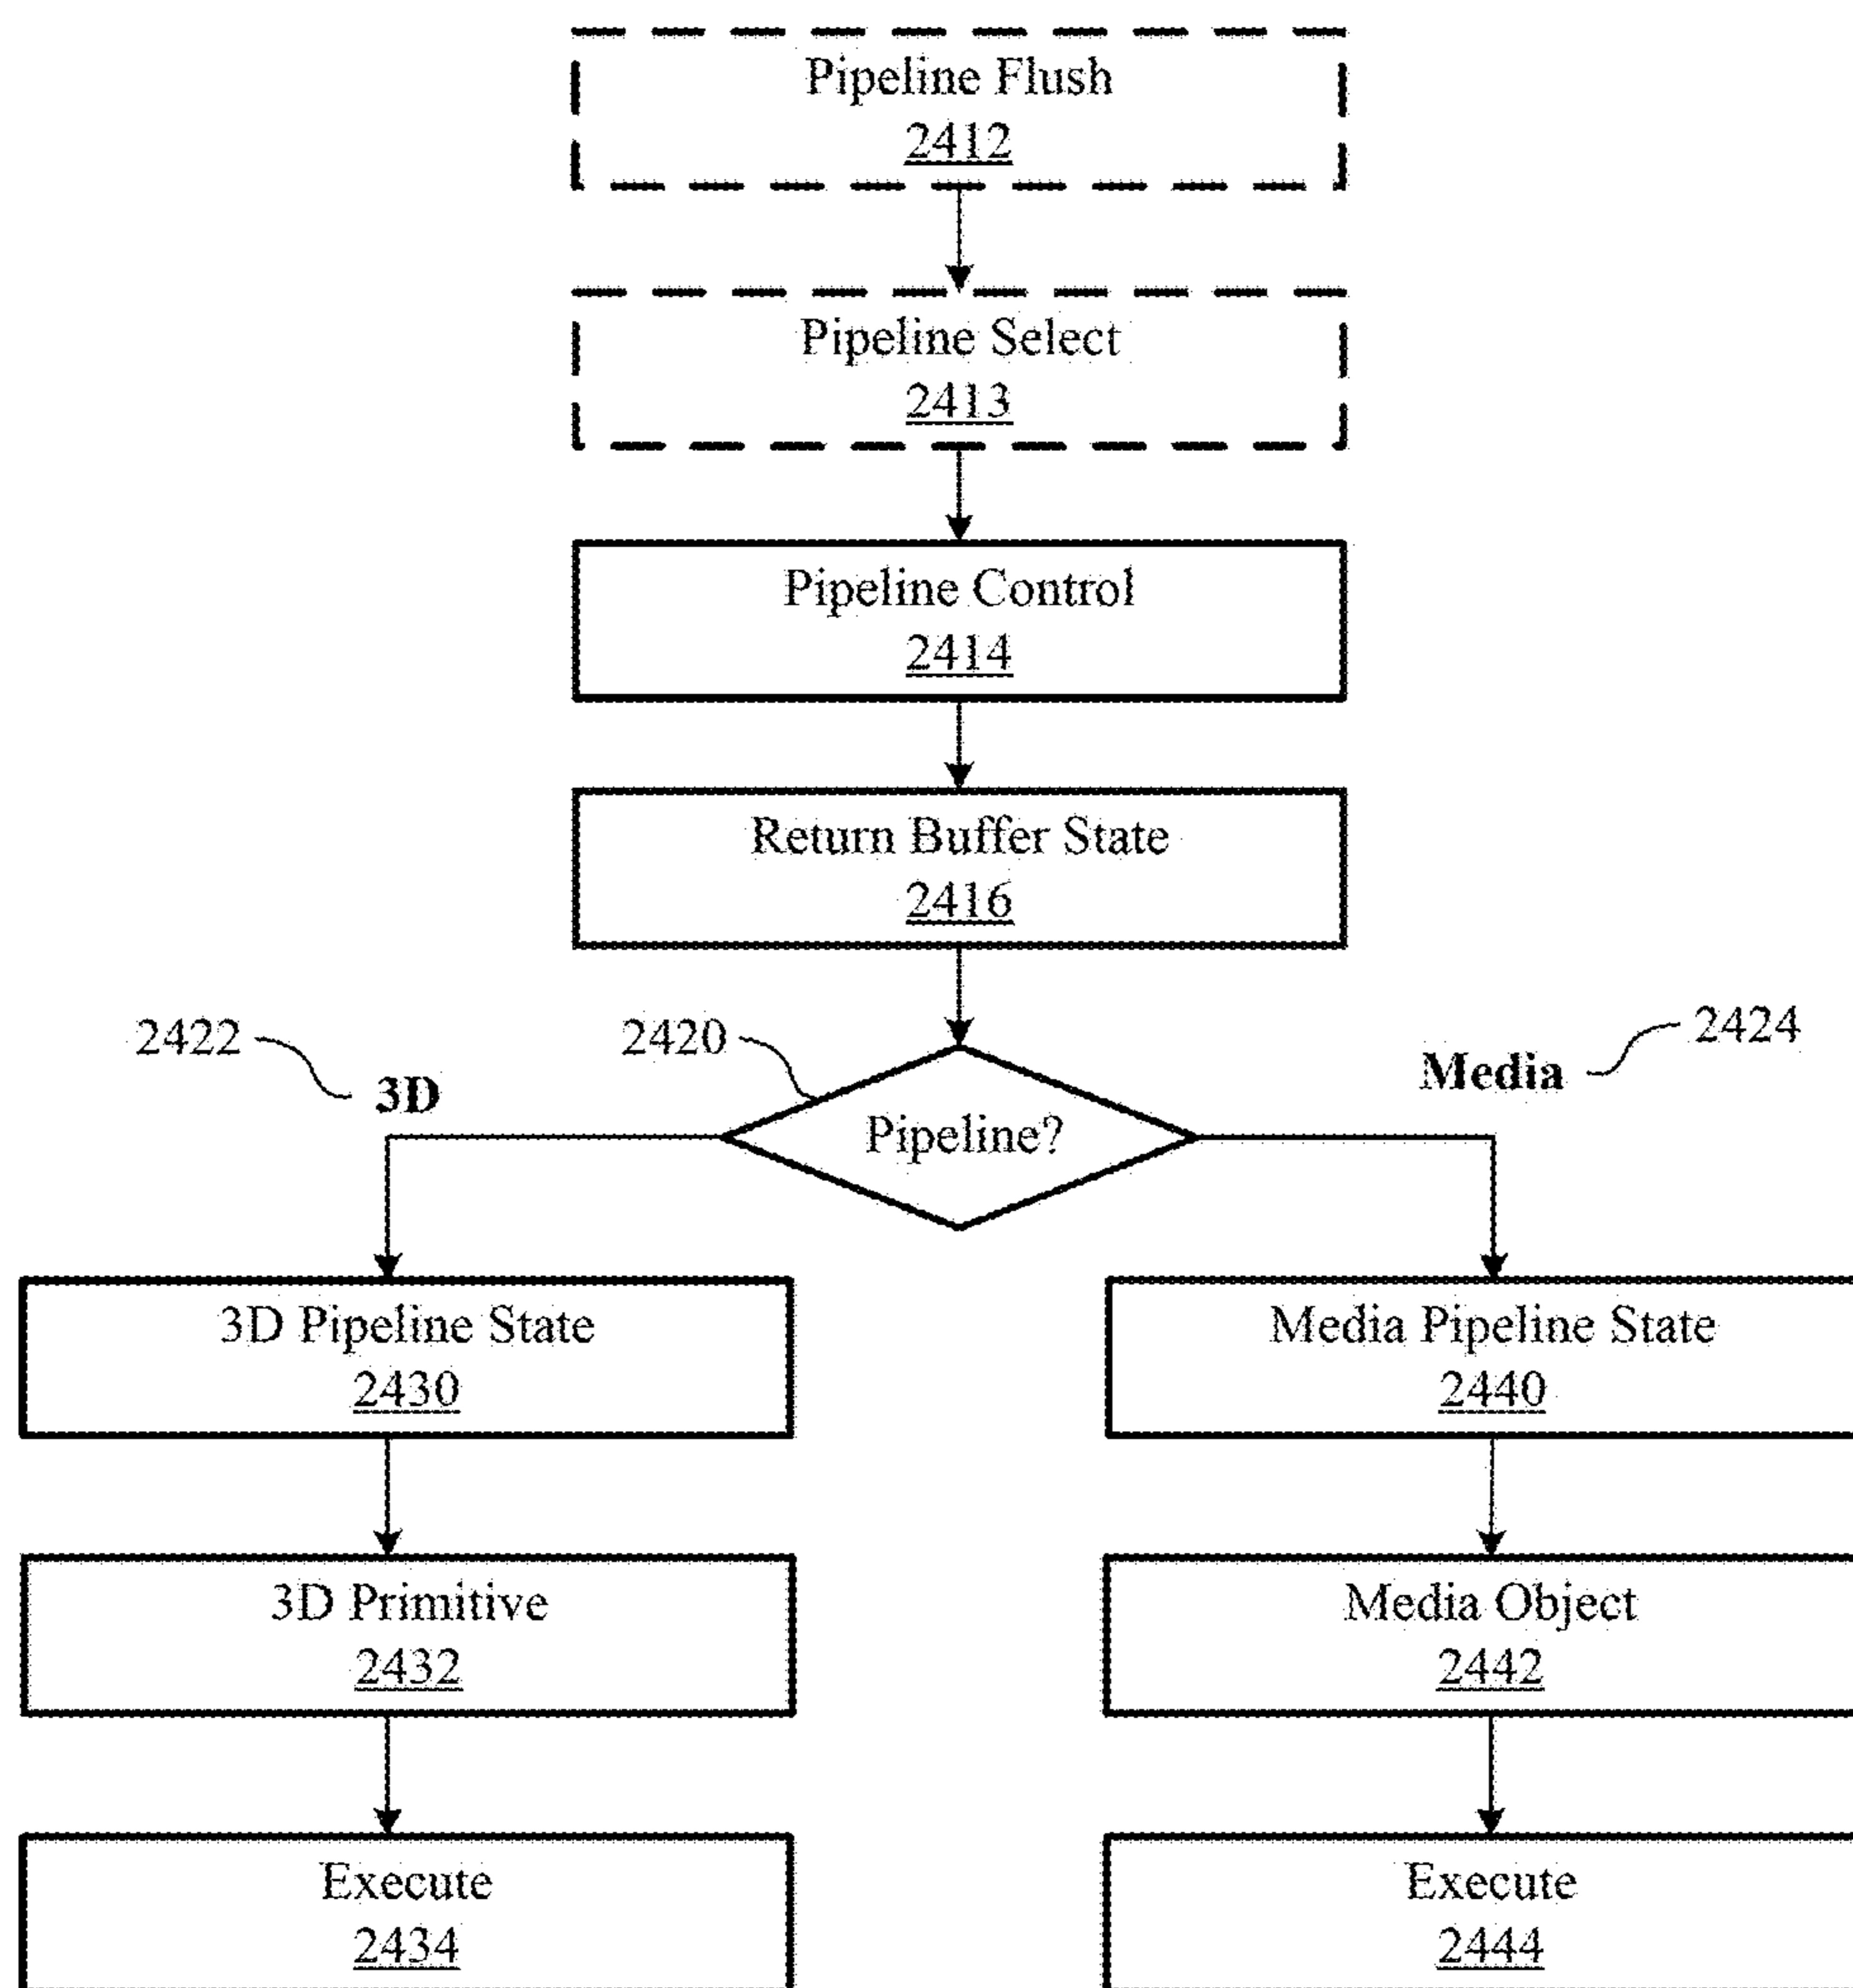 Pipeline Flush
2412
Pipeline Select
2413
Pipeline Control
2414
Return Buffer State
2416
2422
2420
2424
3D
Media
Pipeline?
3D Pipeline State
2430
Media Pipeline State
2440
3D Primitive
2432
Media Object
2442
Execute
2434
Execute
2444